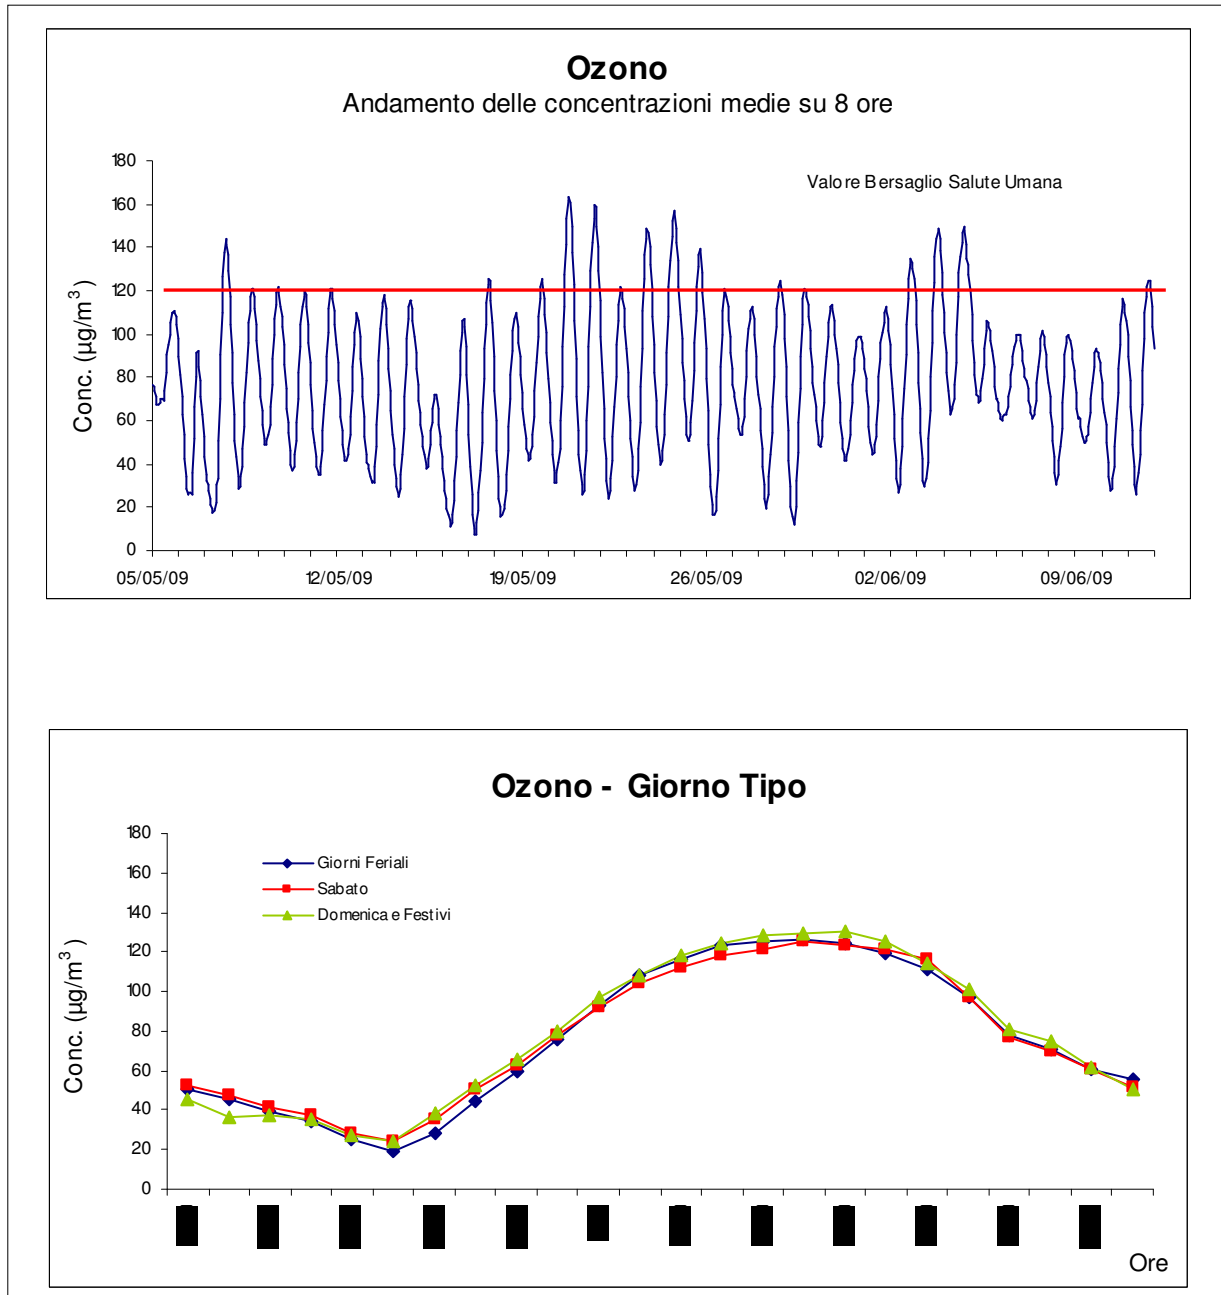 Ozono
Andamento delle concentrazioni medie su 8 ore
180
160
140
120
100
80
60
40
20
0
Conc. (µg/m³)
Valore Bersaglio Salute Umana
05/05/09 12/05/09 19/05/09 26/05/09 02/06/09 09/06/09
Ozono - Giorno Tipo
180
160
140
120
100
80
60
40
20
0
Conc. (µg/m³)
Giorni Feriali
Sabato
Domenica e Festivi
Ore